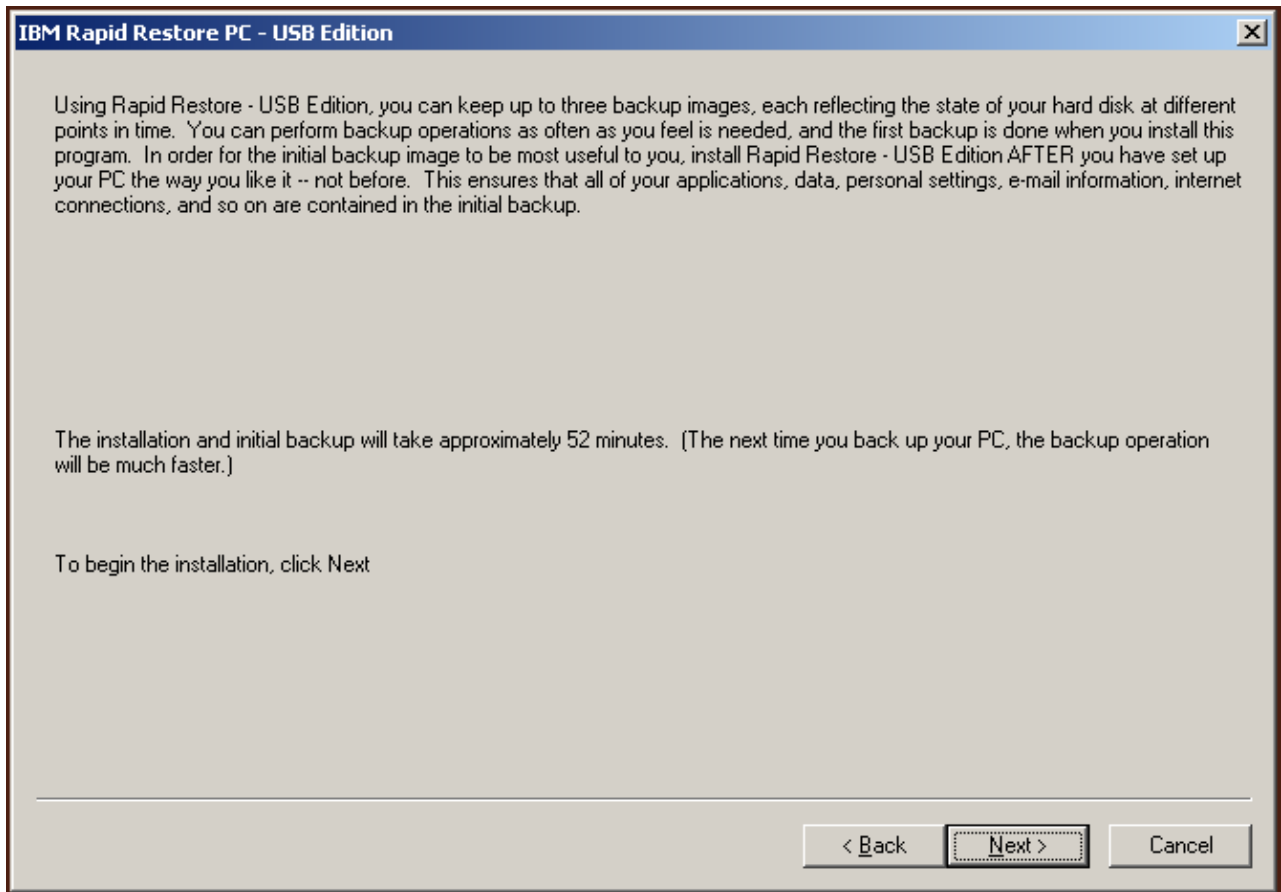 IBM Rapid Restore PC - USB Edition
Using Rapid Restore - USB Edition, you can keep up to three backup images, each reflecting the state of your hard disk at different
points in time.  You can perform backup operations as often as you feel is needed, and the first backup is done when you install this
program.  In order for the initial backup image to be most useful to you, install Rapid Restore - USB Edition AFTER you have set up
your PC the way you like it -- not before.  This ensures that all of your applications, data, personal settings, e-mail information, internet
connections, and so on are contained in the initial backup.
The installation and initial backup will take approximately 52 minutes.  (The next time you back up your PC, the backup operation
will be much faster.)
To begin the installation, click Next
< Back
Next >
Cancel